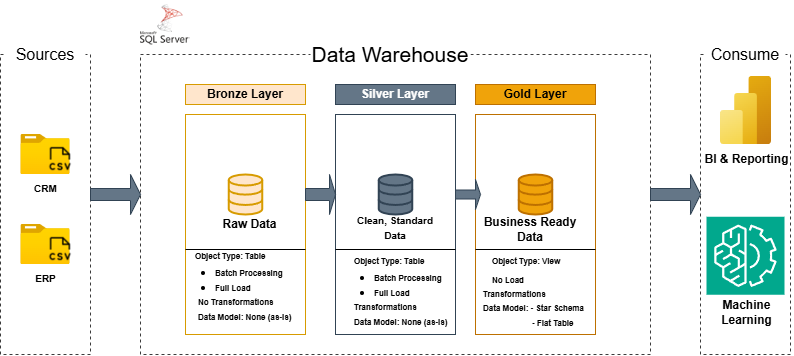 Microsoft
SQL Server
Sources
Data Warehouse
Consume
Bronze Layer
Silver Layer
Gold Layer
CSV
CRM
CSV
ERP
Raw Data
Clean, Standard
Data
Business Ready
Data
Object Type: Table
● Batch Processing
● Full Load
No Transformations
Data Model: None (as-is)
Object Type: Table
● Batch Processing
● Full Load
Transformations
Data Model: None (as-is)
Object Type: View
No Load
Transformations
Data Model: - Star Schema
- Flat Table
BI & Reporting
Machine
Learning